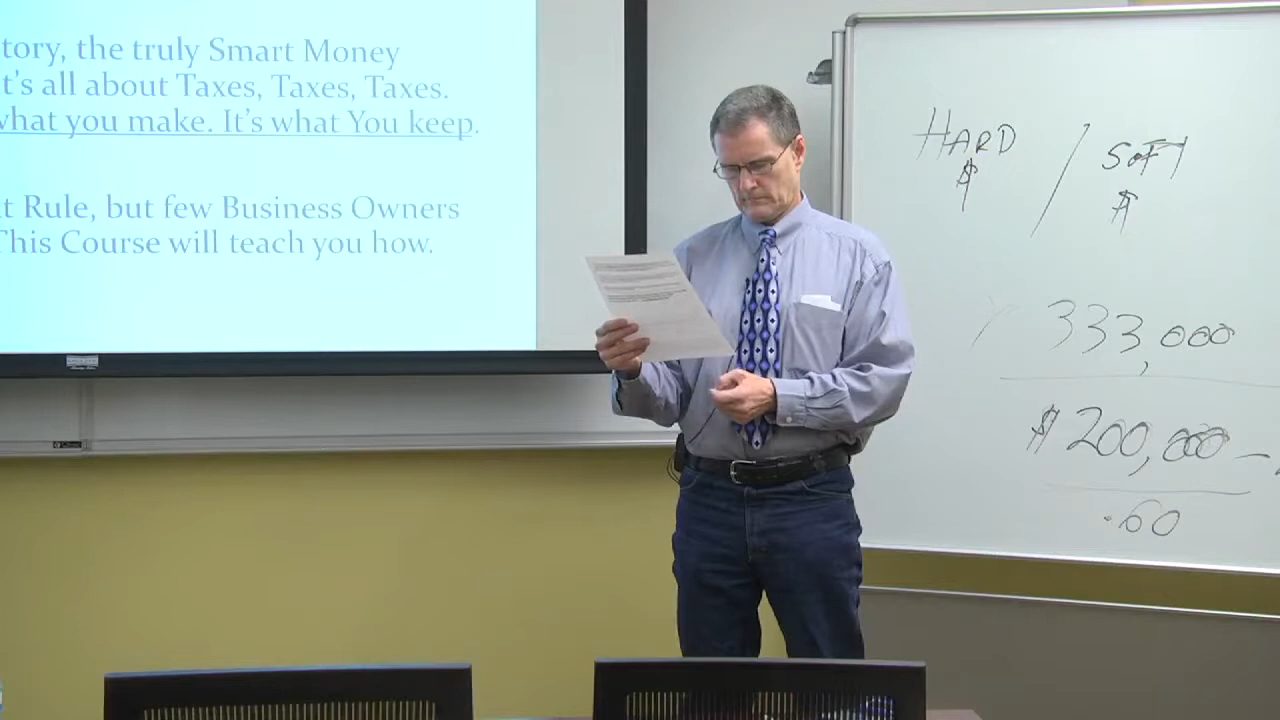 tory, the truly Smart Money
t's all about Taxes, Taxes, Taxes.
what you make. It's what You keep.
t Rule, but few Business Owners
This Course will teach you how.
HARD / SOFT
$ $
333,000
$200,000 –
.60